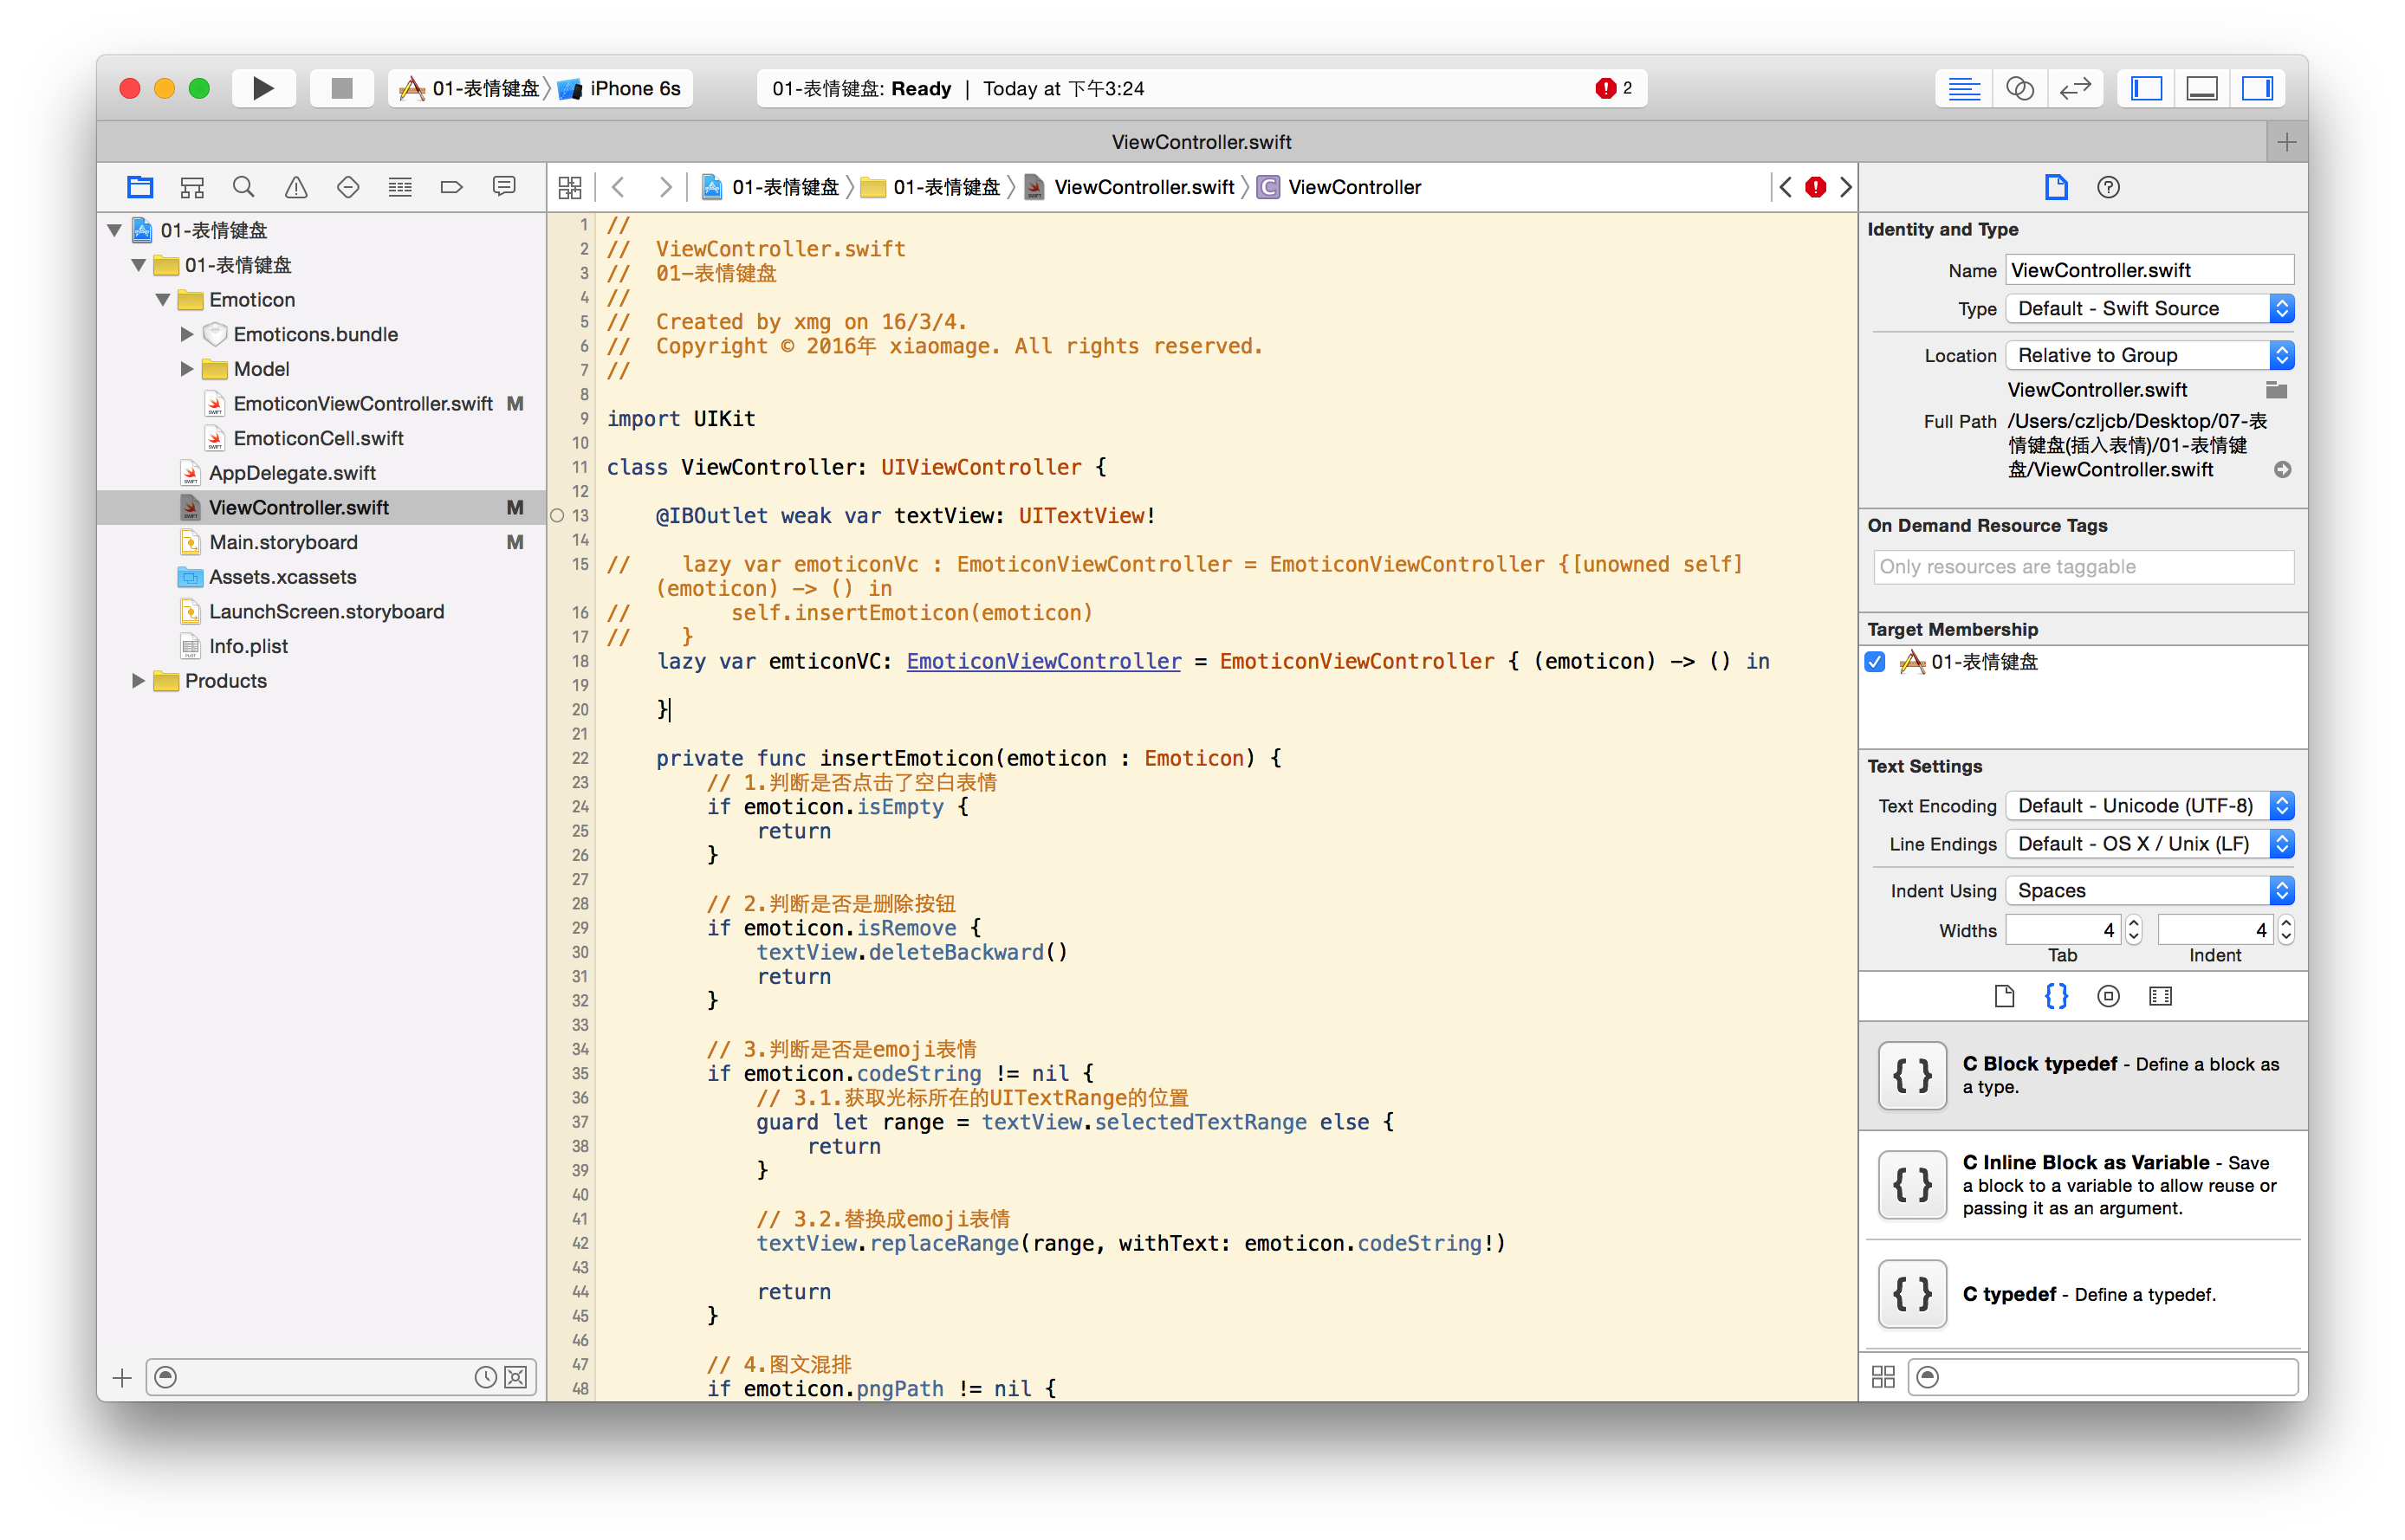 01-表情键盘 iPhone 6s
01-表情键盘: Ready | Today at 下午3:24
2
ViewController.swift
01-表情键盘
01-表情键盘
Emoticon
Emoticons.bundle
Model
EmoticonViewController.swift M
EmoticonCell.swift
AppDelegate.swift
ViewController.swift M
Main.storyboard M
Assets.xcassets
LaunchScreen.storyboard
Info.plist
Products
01-表情键盘 01-表情键盘 ViewController.swift C ViewController
1 //
2 //  ViewController.swift
3 //  01-表情键盘
4 //
5 //  Created by xmg on 16/3/4.
6 //  Copyright © 2016年 xiaomage. All rights reserved.
7 //
8
9 import UIKit
10
11 class ViewController: UIViewController {
12
13     @IBOutlet weak var textView: UITextView!
14
15 //    lazy var emoticonVc : EmoticonViewController = EmoticonViewController {[unowned self]
(emoticon) -> () in
16 //        self.insertEmoticon(emoticon)
17 //    }
18     lazy var emticonVC: EmoticonViewController = EmoticonViewController { (emoticon) -> () in
19
20     }
21
22     private func insertEmoticon(emoticon : Emoticon) {
23         // 1.判断是否点击了空白表情
24         if emoticon.isEmpty {
25             return
26         }
27
28         // 2.判断是否是删除按钮
29         if emoticon.isRemove {
30             textView.deleteBackward()
31             return
32         }
33
34         // 3.判断是否是emoji表情
35         if emoticon.codeString != nil {
36             // 3.1.获取光标所在的UITextRange的位置
37             guard let range = textView.selectedTextRange else {
38                 return
39             }
40
41             // 3.2.替换成emoji表情
42             textView.replaceRange(range, withText: emoticon.codeString!)
43
44             return
45         }
46
47         // 4.图文混排
48         if emoticon.pngPath != nil {
Identity and Type
Name ViewController.swift
Type Default - Swift Source
Location Relative to Group
ViewController.swift
Full Path /Users/czljcb/Desktop/07-表
情键盘(插入表情)/01-表情键
盘/ViewController.swift
On Demand Resource Tags
Only resources are taggable
Target Membership
01-表情键盘
Text Settings
Text Encoding Default - Unicode (UTF-8)
Line Endings Default - OS X / Unix (LF)
Indent Using Spaces
Widths 4 4
Tab Indent
{ } C Block typedef - Define a block as
a type.
{ } C Inline Block as Variable - Save
a block to a variable to allow reuse or
passing it as an argument.
{ } C typedef - Define a typedef.